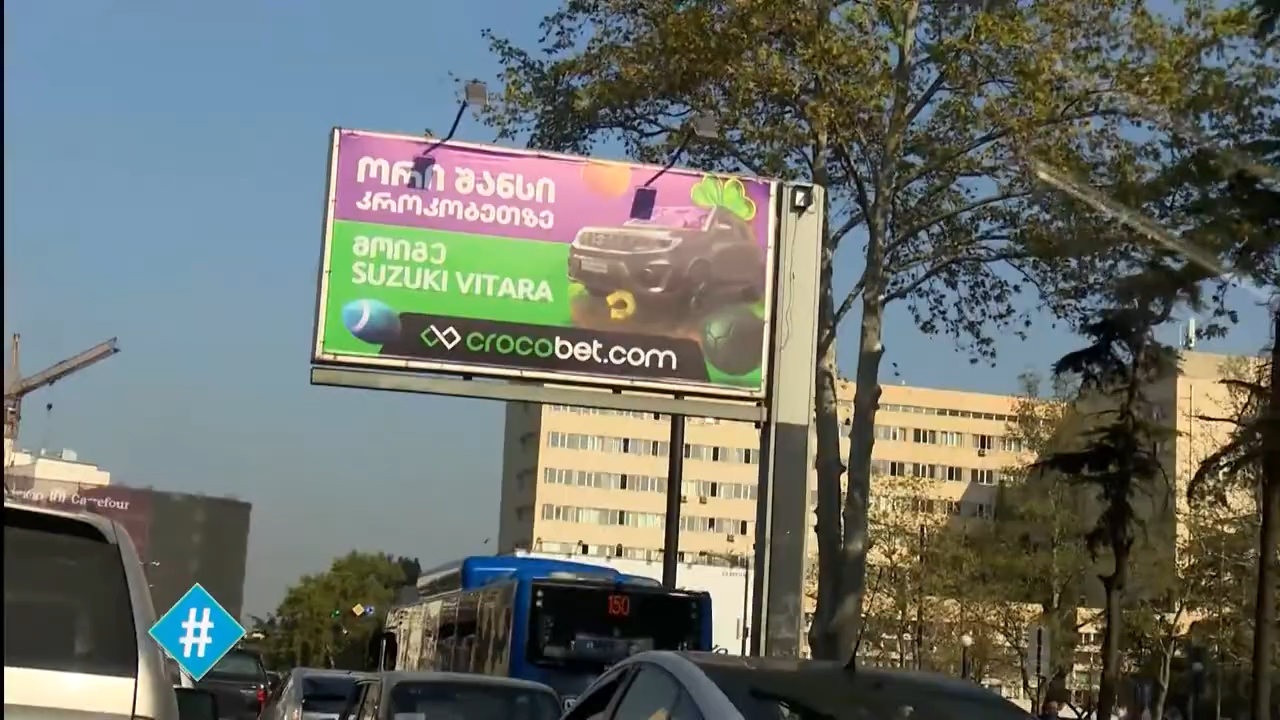 ორი შანსი
კროკობეთზე
მოიგე
SUZUKI VITARA
crocobet.com
Carrefour
150
#